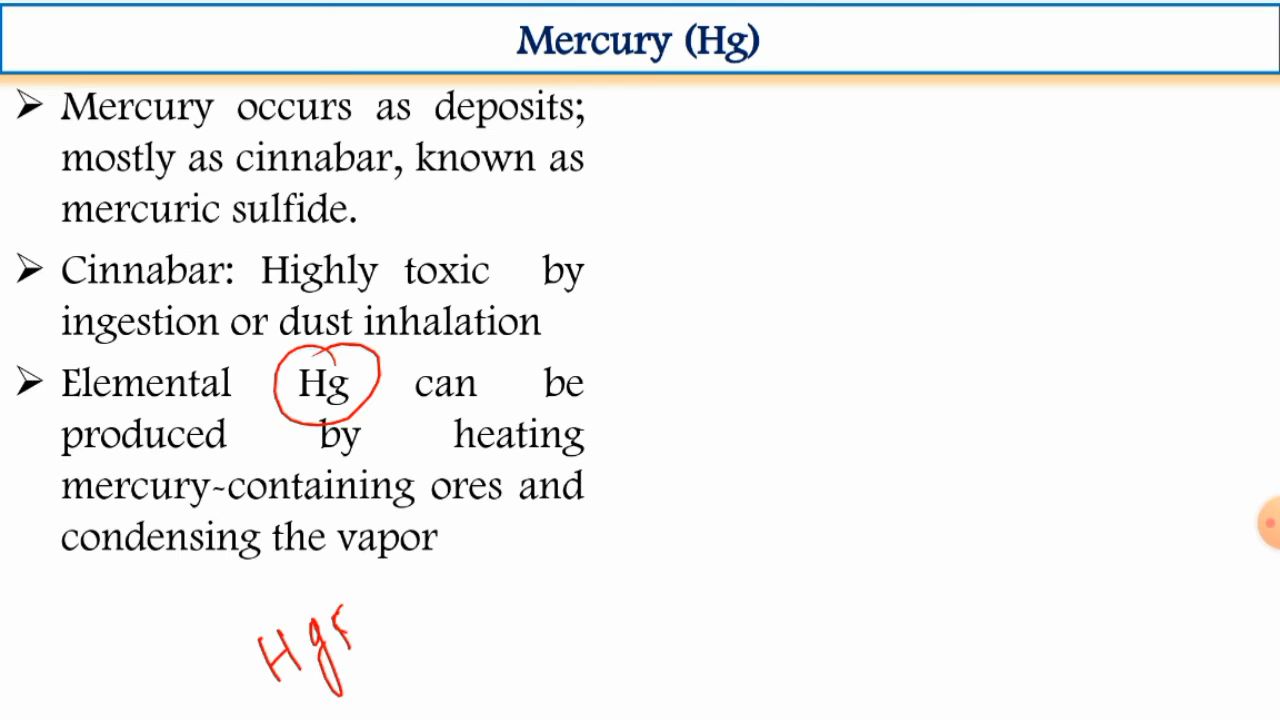 Mercury (Hg)
➤ Mercury occurs as deposits;
mostly as cinnabar, known as
mercuric sulfide.
➤ Cinnabar: Highly toxic by
ingestion or dust inhalation
➤ Elemental Hg can be
produced by heating
mercury-containing ores and
condensing the vapor